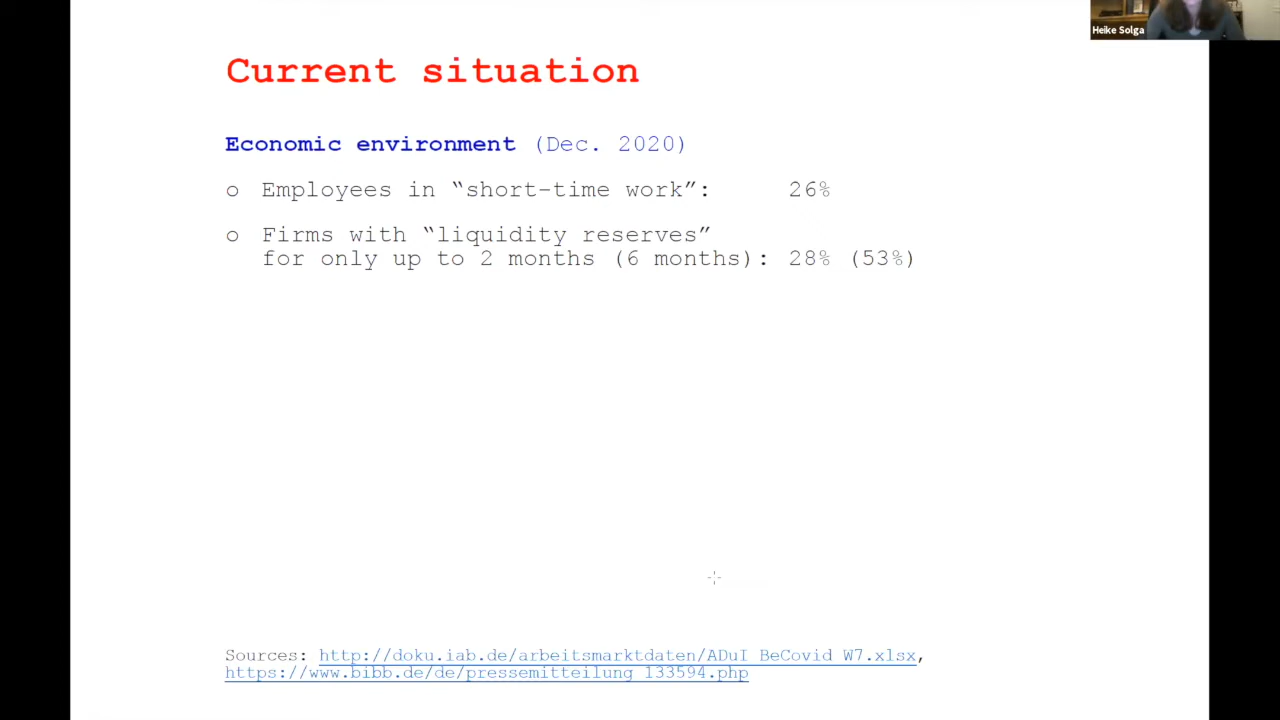 Heike Solga
Current situation
Economic environment (Dec. 2020)
o Employees in “short-time work”: 26%
o Firms with “liquidity reserves”
for only up to 2 months (6 months): 28% (53%)
Sources: http://doku.iab.de/arbeitsmarktdaten/ADuI_BeCovid_W7.xlsx,
https://www.bibb.de/de/pressemitteilung_133594.php